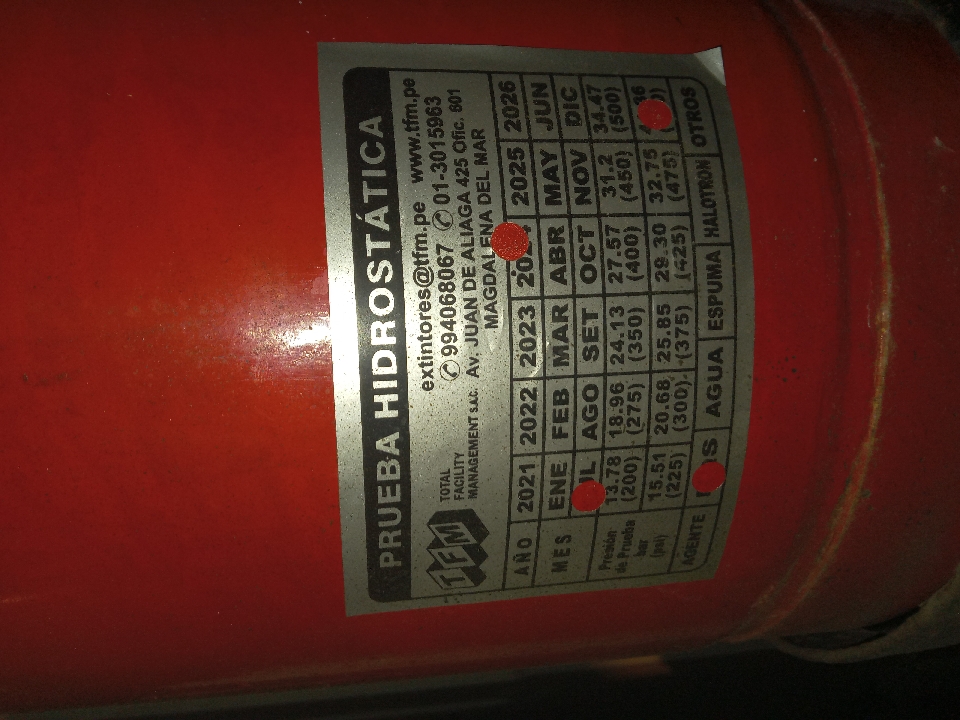 PRUEBA HIDROSTÁTICA
TFM
TOTAL
FACILITY
MANAGEMENT S.A.C.
extintores@tfm.pe www.tfm.pe
994068067 01-3015963
Av. JUAN DE ALIAGA 425 Ofic. 601
MAGDALENA DEL MAR
AÑO 2021 2022 2023 2025 2026
MES ENE FEB MAR ABR MAY JUN
AGO SET OCT NOV DIC
Presión
de Prueba
bar
(psi)
13.78 18.96 24.13 27.57 31.2 34.47
(200) (275) (350) (400) (450) (500)
15.51 20.68 25.85 29.30 32.75
(225) (300) (375) (425) (475)
AGENTE AGUA ESPUMA HALOTRON OTROS